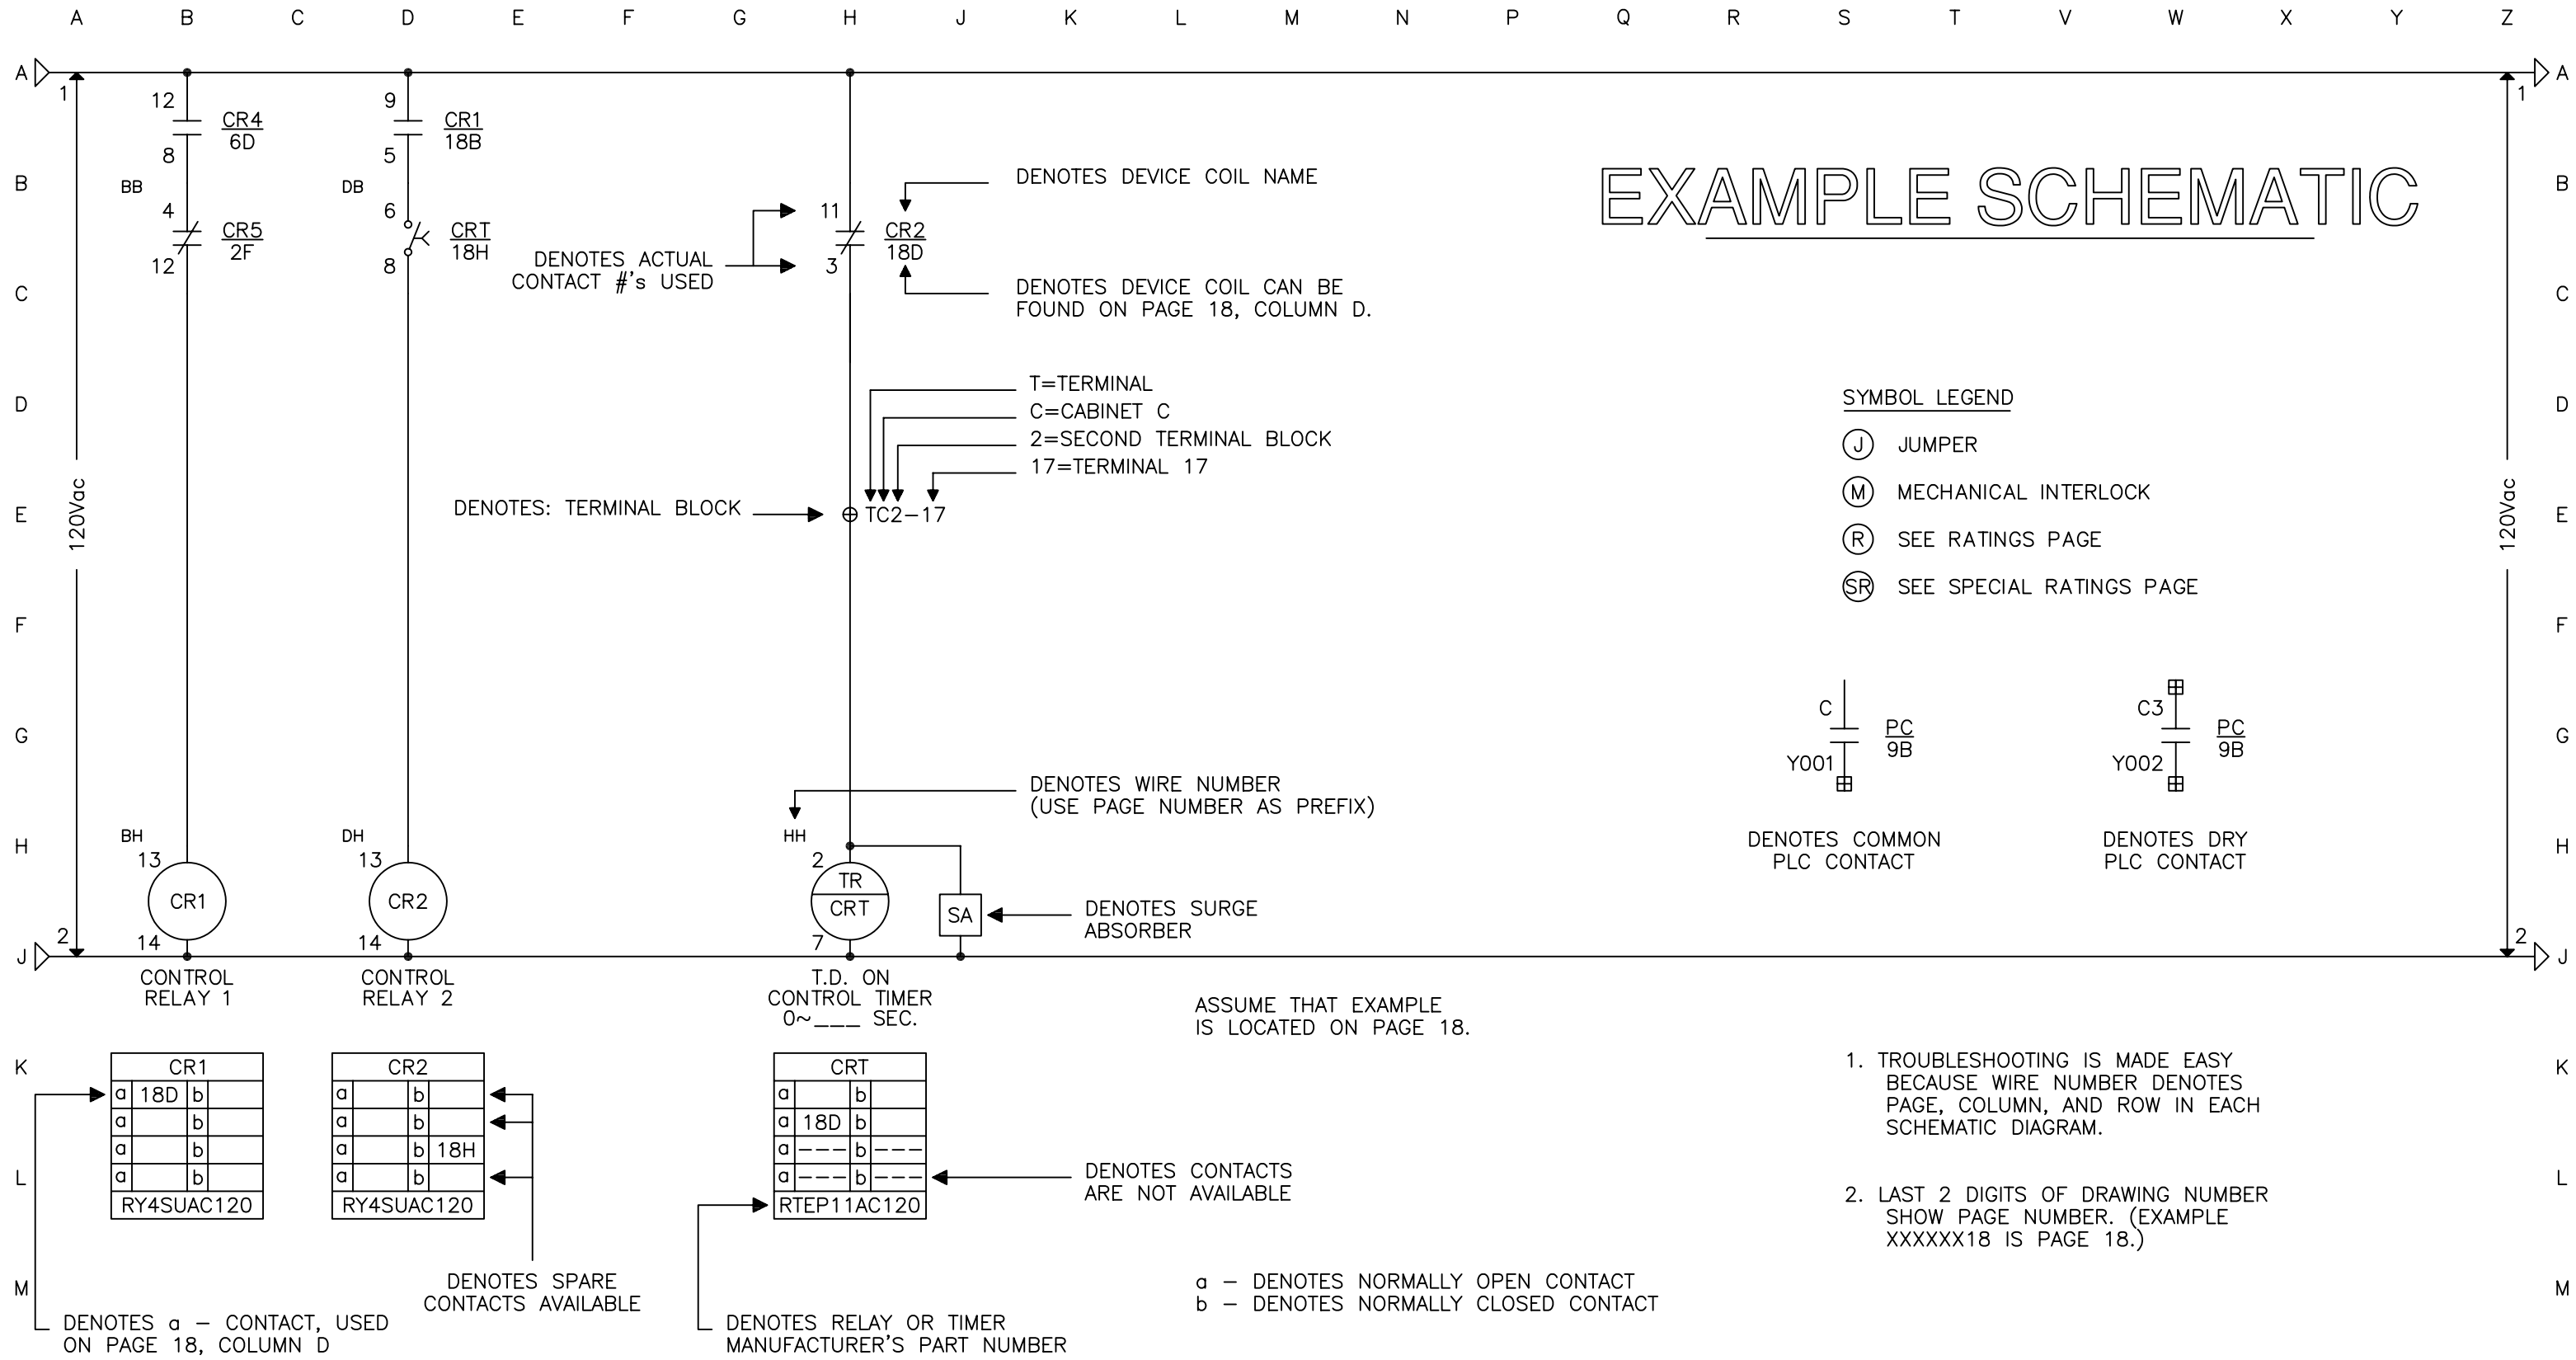 A B C D E F G H J K L M N P Q R S T V W X Y Z
A
A
1
1
12
CR4
6D
8
9
CR1
18B
5
B
B
BB
4
CR5
2F
12
DB
6
CRT
18H
8
DENOTES DEVICE COIL NAME
11
CR2
18D
3
DENOTES ACTUAL
CONTACT #'s USED
DENOTES DEVICE COIL CAN BE
FOUND ON PAGE 18, COLUMN D.
EXAMPLE SCHEMATIC
C
C
D
D
T=TERMINAL
C=CABINET C
2=SECOND TERMINAL BLOCK
17=TERMINAL 17
SYMBOL LEGEND
J JUMPER
M MECHANICAL INTERLOCK
R SEE RATINGS PAGE
SR SEE SPECIAL RATINGS PAGE
E
E
120Vac
120Vac
DENOTES: TERMINAL BLOCK
TC2-17
F
F
G
G
C
PC
9B
Y001
C3
PC
9B
Y002
DENOTES WIRE NUMBER
(USE PAGE NUMBER AS PREFIX)
H
H
BH
13
CR1
14
DH
13
CR2
14
HH
2
TR
CRT
7
SA
DENOTES SURGE
ABSORBER
DENOTES COMMON
PLC CONTACT
DENOTES DRY
PLC CONTACT
2
2
J
J
CONTROL
RELAY 1
CONTROL
RELAY 2
T.D. ON
CONTROL TIMER
0~___ SEC.
ASSUME THAT EXAMPLE
IS LOCATED ON PAGE 18.
K
K
CR1
a 18D b
a b
a b
a b
RY4SUAC120
CR2
a b
a b
a b 18H
a b
RY4SUAC120
CRT
a b
a 18D b
a --- b ---
a --- b ---
RTEP11AC120
DENOTES CONTACTS
ARE NOT AVAILABLE
1. TROUBLESHOOTING IS MADE EASY
BECAUSE WIRE NUMBER DENOTES
PAGE, COLUMN, AND ROW IN EACH
SCHEMATIC DIAGRAM.
L
L
2. LAST 2 DIGITS OF DRAWING NUMBER
SHOW PAGE NUMBER. (EXAMPLE
XXXXXX18 IS PAGE 18.)
M
M
DENOTES SPARE
CONTACTS AVAILABLE
a - DENOTES NORMALLY OPEN CONTACT
b - DENOTES NORMALLY CLOSED CONTACT
DENOTES a - CONTACT, USED
ON PAGE 18, COLUMN D
DENOTES RELAY OR TIMER
MANUFACTURER'S PART NUMBER